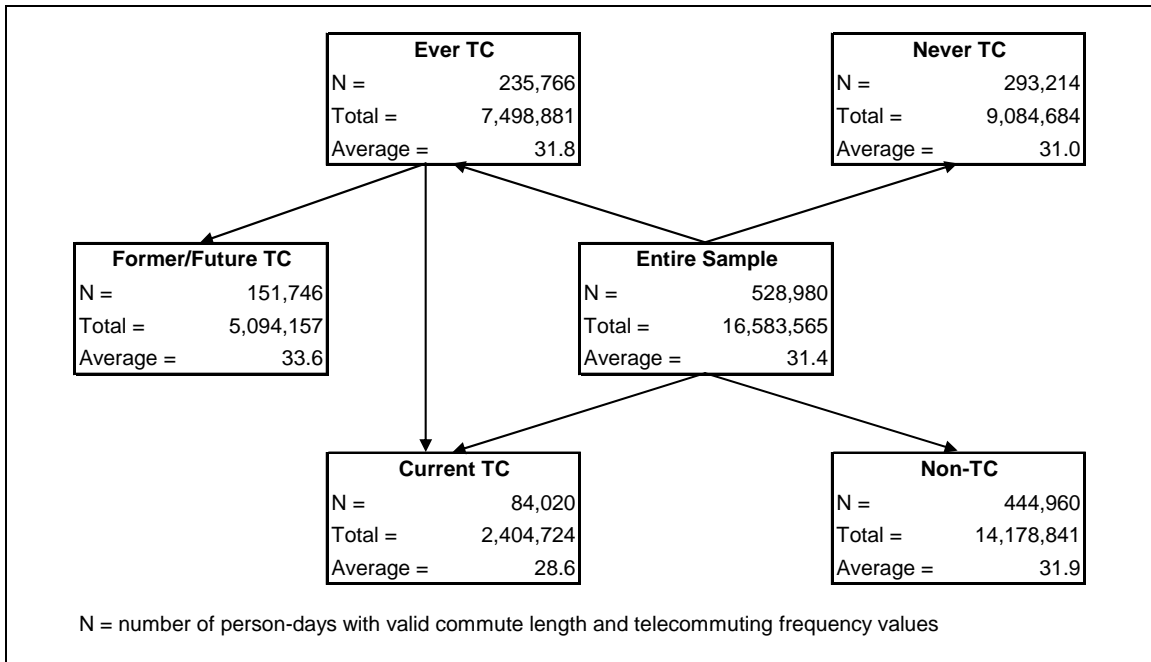 Ever TC
N = 235,766
Total = 7,498,881
Average = 31.8
Never TC
N = 293,214
Total = 9,084,684
Average = 31.0
Former/Future TC
N = 151,746
Total = 5,094,157
Average = 33.6
Entire Sample
N = 528,980
Total = 16,583,565
Average = 31.4
Current TC
N = 84,020
Total = 2,404,724
Average = 28.6
Non-TC
N = 444,960
Total = 14,178,841
Average = 31.9
N = number of person-days with valid commute length and telecommuting frequency values